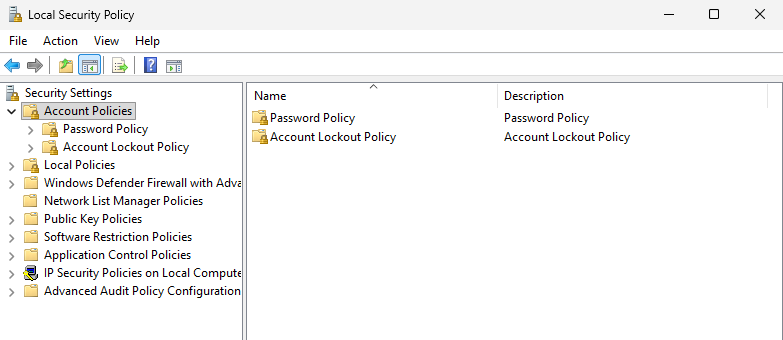 Local Security Policy
File Action View Help
Security Settings
Account Policies
Password Policy
Account Lockout Policy
Local Policies
Windows Defender Firewall with Adva
Network List Manager Policies
Public Key Policies
Software Restriction Policies
Application Control Policies
IP Security Policies on Local Compute
Advanced Audit Policy Configuration
Name Description
Password Policy Password Policy
Account Lockout Policy Account Lockout Policy